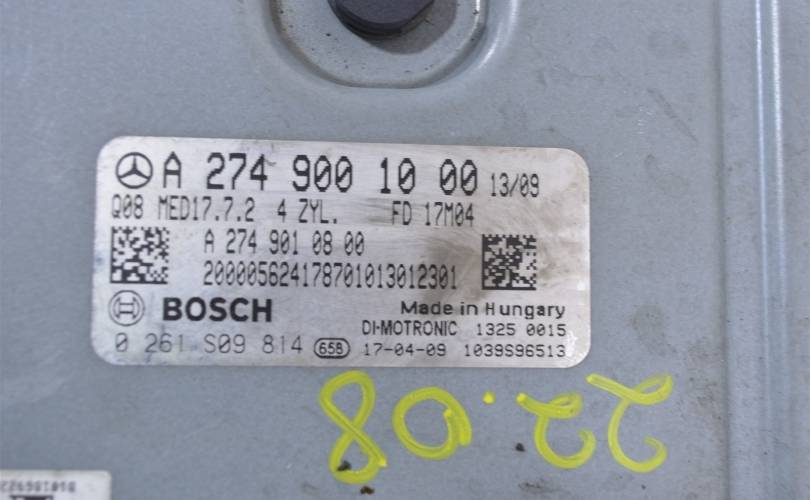 A 274 900 10 00 13/09
Q08 MED17.7.2 4 ZYL. FD 17M04
A 274 901 08 00
200005624178701013012301
BOSCH Made in Hungary
DI-MOTRONIC 1325 0015
0 261 S09 814 658 17-04-09 1039S96513
22.08